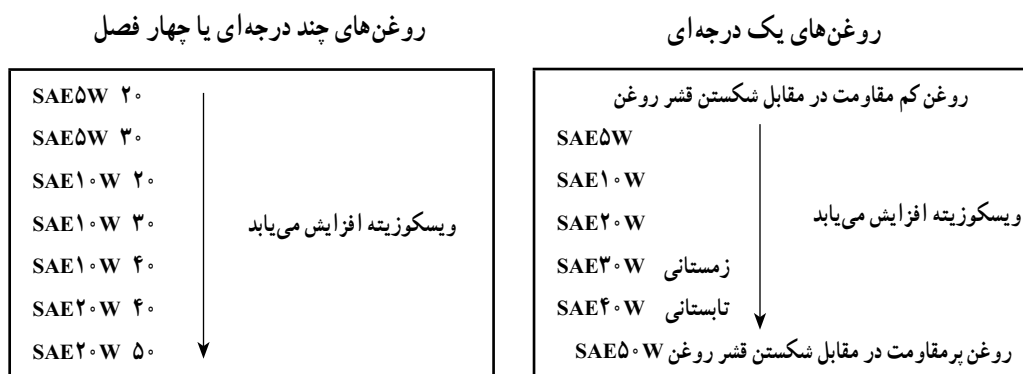 روغن‌های یک درجه‌ای
روغن کم مقاومت در مقابل شکستن قشر روغن
SAE۵W
SAE۱۰W
SAE۲۰W
ویسکوزیته افزایش می‌یابد
SAE۳۰W زمستانی
SAE۴۰W تابستانی
روغن پرمقاومت در مقابل شکستن قشر روغن SAE۵۰W
روغن‌های چند درجه‌ای یا چهار فصل
SAE۵W ۲۰
SAE۵W ۳۰
SAE۱۰W ۲۰
SAE۱۰W ۳۰
ویسکوزیته افزایش می‌یابد
SAE۱۰W ۴۰
SAE۲۰W ۴۰
SAE۲۰W ۵۰